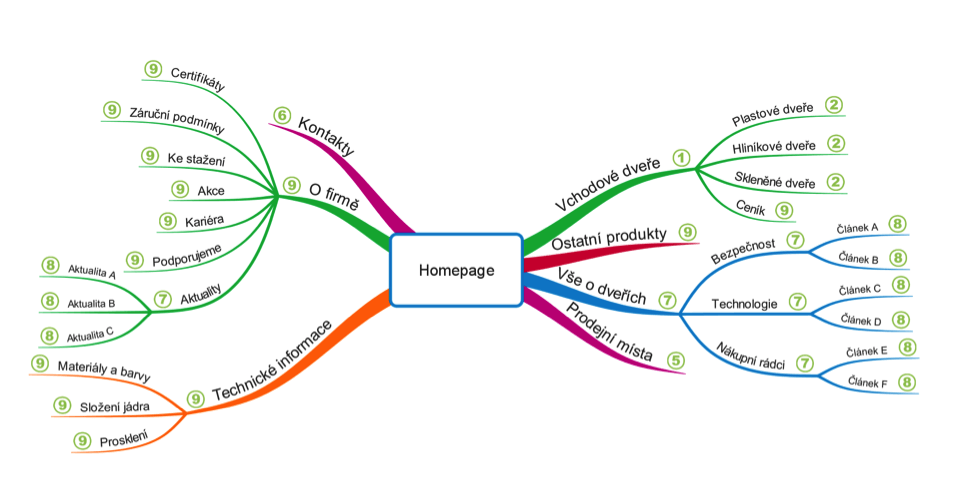 Homepage
6 Kontakty
9 O firmě
9 Certifikáty
9 Záruční podmínky
9 Ke stažení
9 Akce
9 Kariéra
9 Podporujeme
7 Aktuality
8 Aktualita A
8 Aktualita B
8 Aktualita C
9 Technické informace
9 Materiály a barvy
9 Složení jádra
9 Prosklení
Vchodové dveře 1
Plastové dveře 2
Hliníkové dveře 2
Skleněné dveře 2
Ceník 9
Ostatní produkty 9
Vše o dveřích 7
Bezpečnost 7
Článek A 8
Článek B 8
Technologie 7
Článek C 8
Článek D 8
Nákupní rádci 7
Článek E 8
Článek F 8
Prodejní místa 5